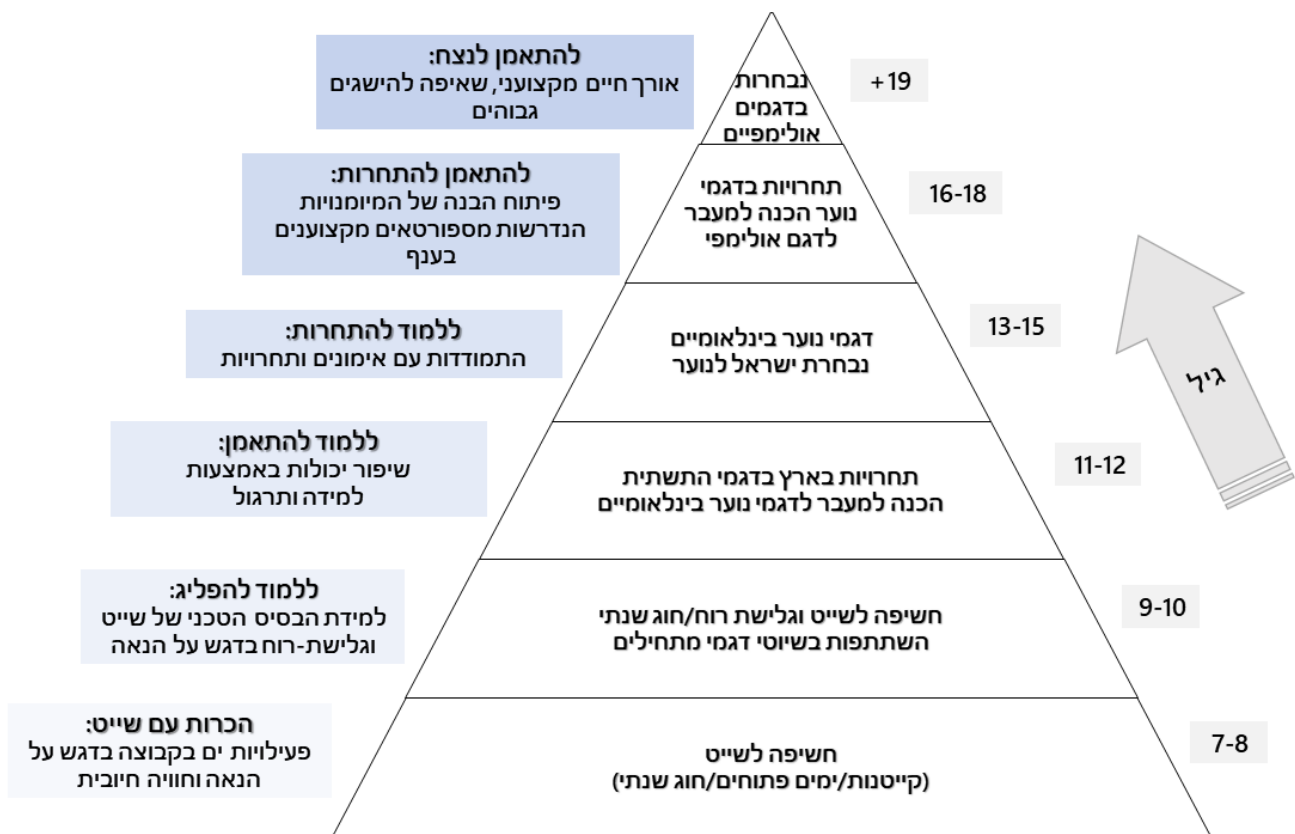 להתאמן לנצח:
אורך חיים מקצועני, שאיפה להישגים
גבוהים
נבחרות
בדגמים
אולימפיים
19+
להתאמן להתחרות:
פיתוח הבנה של המיומנויות
הנדרשות מספורטאים מקצוענים
בענף
תחרויות בדגמי
נוער הכנה למעבר
לדגם אולימפי
16-18
ללמוד להתחרות:
התמודדות עם אימונים ותחרויות
דגמי נוער בינלאומיים
נבחרת ישראל לנוער
13-15
גיל
ללמוד להתאמן:
שיפור יכולות באמצעות
למידה ותרגול
תחרויות בארץ בדגמי התשתית
הכנה למעבר לדגמי נוער בינלאומיים
11-12
ללמוד להפליג:
למידת הבסיס הטכני של שייט
וגלישת-רוח בדגש על הנאה
חשיפה לשייט וגלישת רוח/חוג שנתי
השתתפות בשיוטי דגמי מתחילים
9-10
הכרות עם שייט:
פעילויות ים בקבוצה בדגש על
הנאה וחוויה חיובית
חשיפה לשייט
(קייטנות/ימים פתוחים/חוג שנתי)
7-8